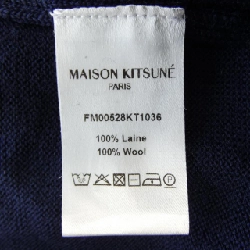 MAISON KITSUNÉ
PARIS
FM00528KT1036
100% Laine
100% Wool